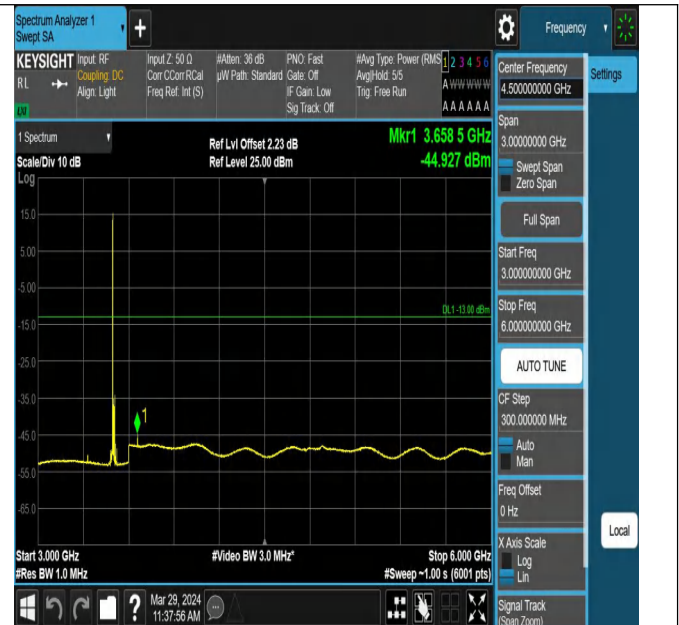 Spectrum Analyzer 1
Swept SA
Frequency
KEYSIGHT
RL
Input: RF
Coupling: DC
Align: Light
Input Z: 50 Ω
Corr CCorr RCal
Freq Ref: Int (S)
#Atten: 36 dB
µW Path: Standard
PNO: Fast
Gate: Off
IF Gain: Low
Sig Track: Off
#Avg Type: Power (RMS
Avg|Hold: 5/5
Trig: Free Run
1 2 3 4 5 6
A W W W W W
A A A A A A
1 Spectrum
Scale/Div 10 dB
Log
Ref Lvl Offset 2.23 dB
Ref Level 25.00 dBm
Mkr1 3.658 5 GHz
-44.927 dBm
15.0
5.00
-5.00
-15.0
-25.0
-35.0
-45.0
-55.0
-65.0
DL1 -13.00 dBm
1
Start 3.000 GHz
#Res BW 1.0 MHz
#Video BW 3.0 MHz*
Stop 6.000 GHz
#Sweep ~1.00 s (6001 pts)
Mar 29, 2024
11:37:56 AM
Center Frequency
4.500000000 GHz
Settings
Span
3.00000000 GHz
Swept Span
Zero Span
Full Span
Start Freq
3.000000000 GHz
Stop Freq
6.000000000 GHz
AUTO TUNE
CF Step
300.000000 MHz
Auto
Man
Freq Offset
0 Hz
X Axis Scale
Log
Lin
Local
Signal Track
(Span Zoom)